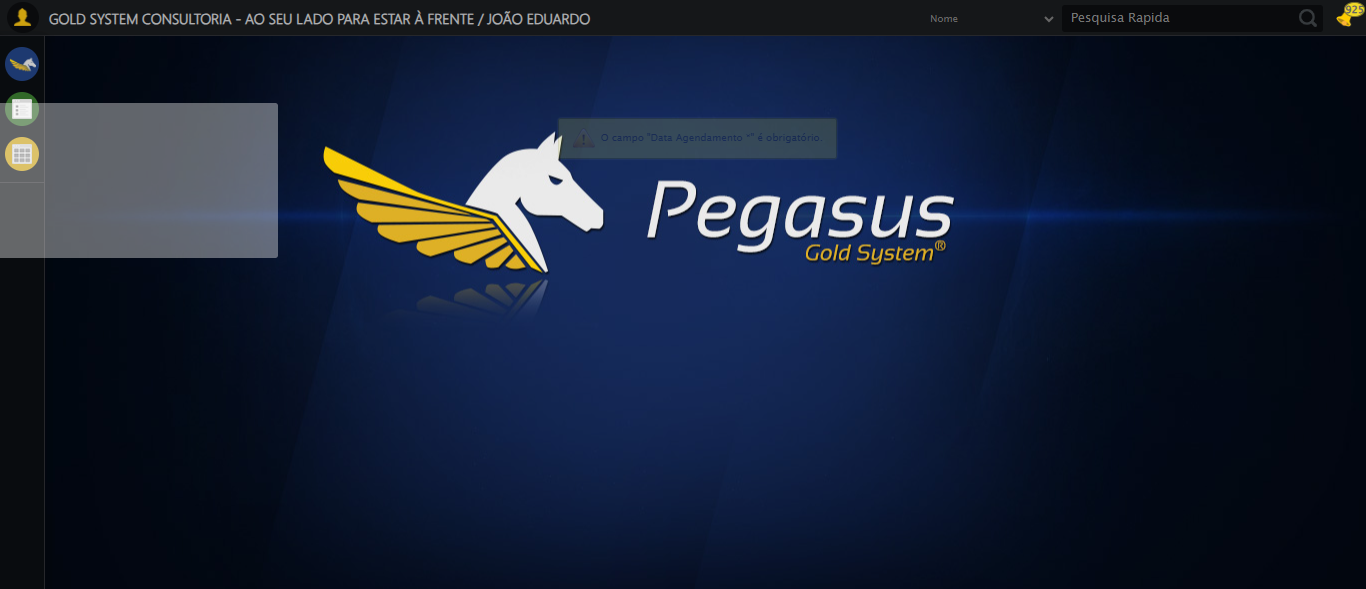 GOLD SYSTEM CONSULTORIA - AO SEU LADO PARA ESTAR À FRENTE / JOÃO EDUARDO
Nome
Pesquisa Rapida
925
O campo "Data Agendamento *" é obrigatório.
Pegasus
Gold System®